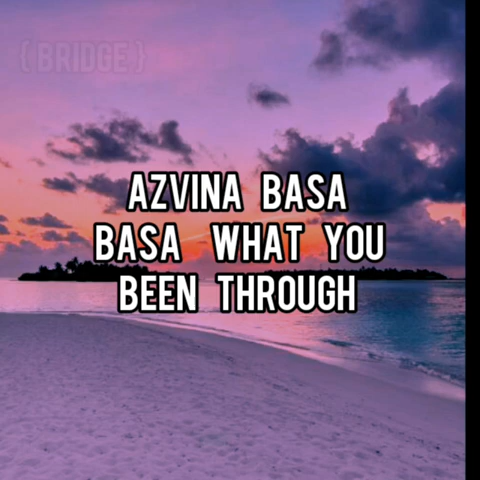 { BRIDGE }
AZVINA BASA
BASA WHAT YOU
BEEN THROUGH